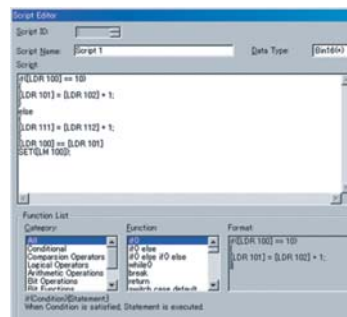 Script Editor
Script ID:
Script Name: Script 1 Data Type: Bin16(+)
Script
if([LDR 100] == 10)
{
[LDR 101] = [LDR 102] + 1;
}
else
{
[LDR 111] = [LDR 112] + 1;
}
[LDR 100] == [LDR 101]
SET([LM 100]);
Function List
Category: Function Format
All
Conditional
Comparsion Operators
Logical Operators
Arithmetic Operations
Bit Operations
Bit Functions
if()
if() else
if() else if() else
while()
break
return
switch case default
if([LDR 100] == 10)
{
[LDR 101] = [LDR 102] + 1;
}
if(Condition){Statement}
When Condition is satisfied, Statement is executed.